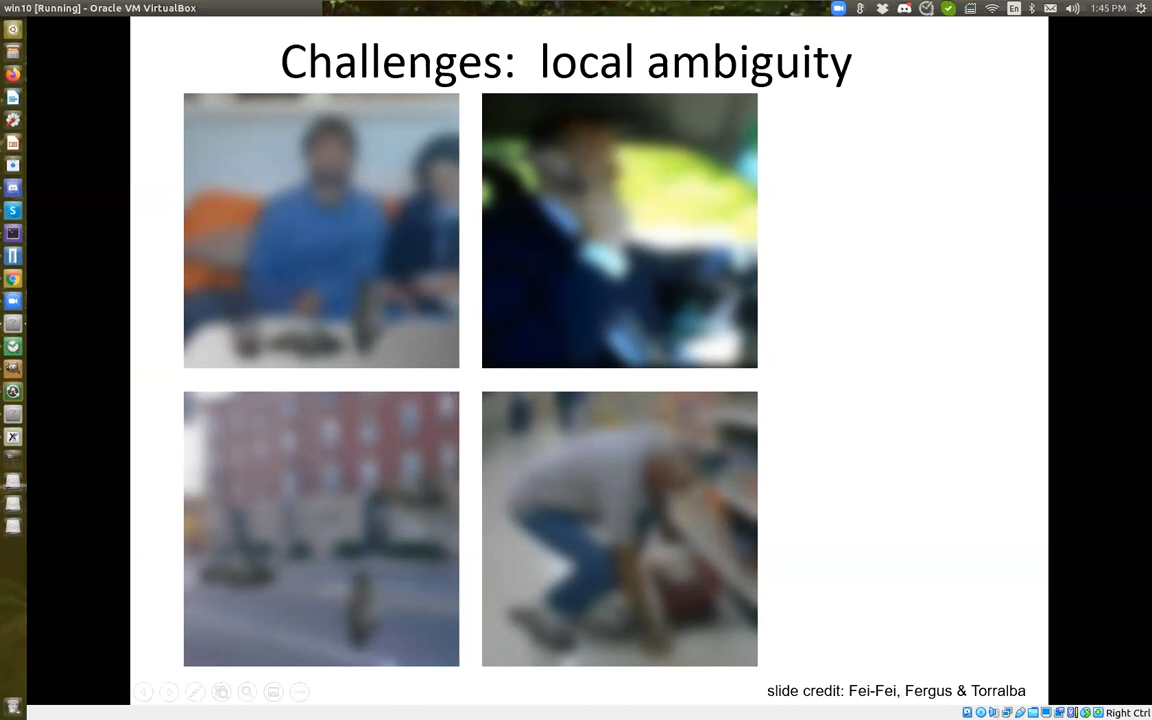 win10 [Running] - Oracle VM VirtualBox
En
1:45 PM
Challenges: local ambiguity
slide credit: Fei-Fei, Fergus & Torralba
Right Ctrl